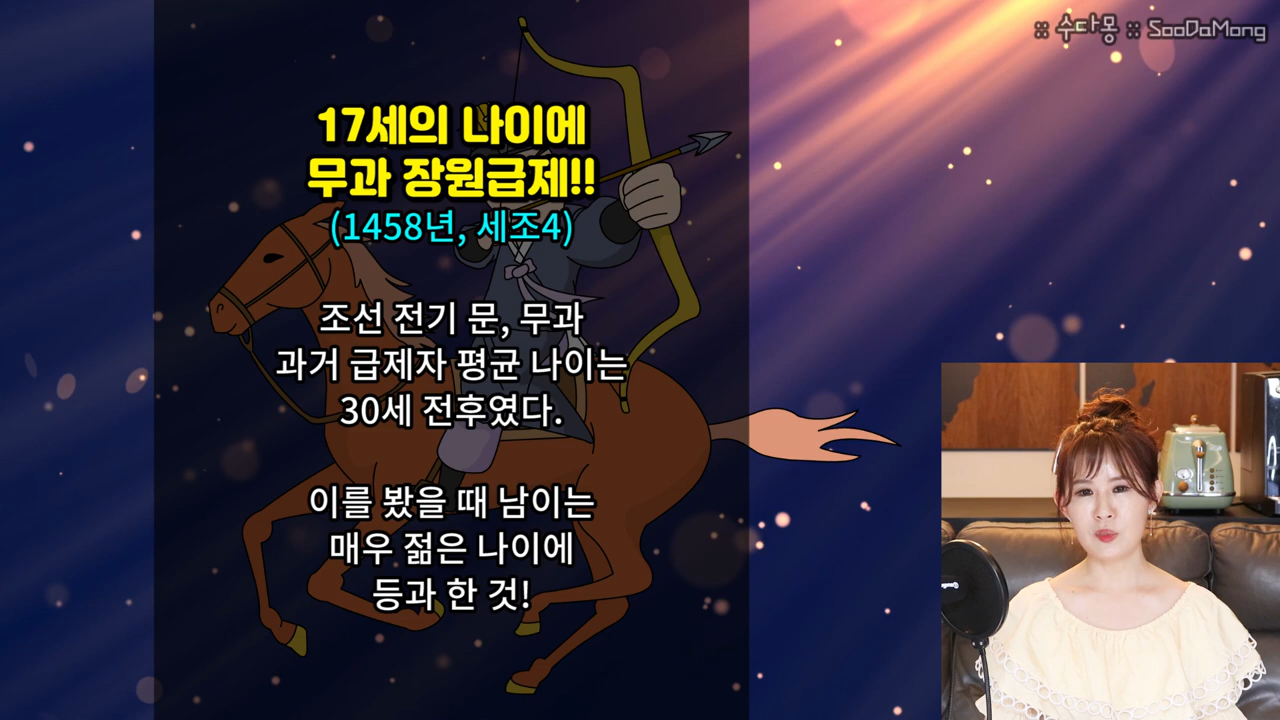 :: 수다몽 :: SooDaMong
17세의 나이에
무과 장원급제!!
(1458년, 세조4)
조선 전기 문, 무과
과거 급제자 평균 나이는
30세 전후였다.
이를 봤을 때 남이는
매우 젊은 나이에
등과 한 것!